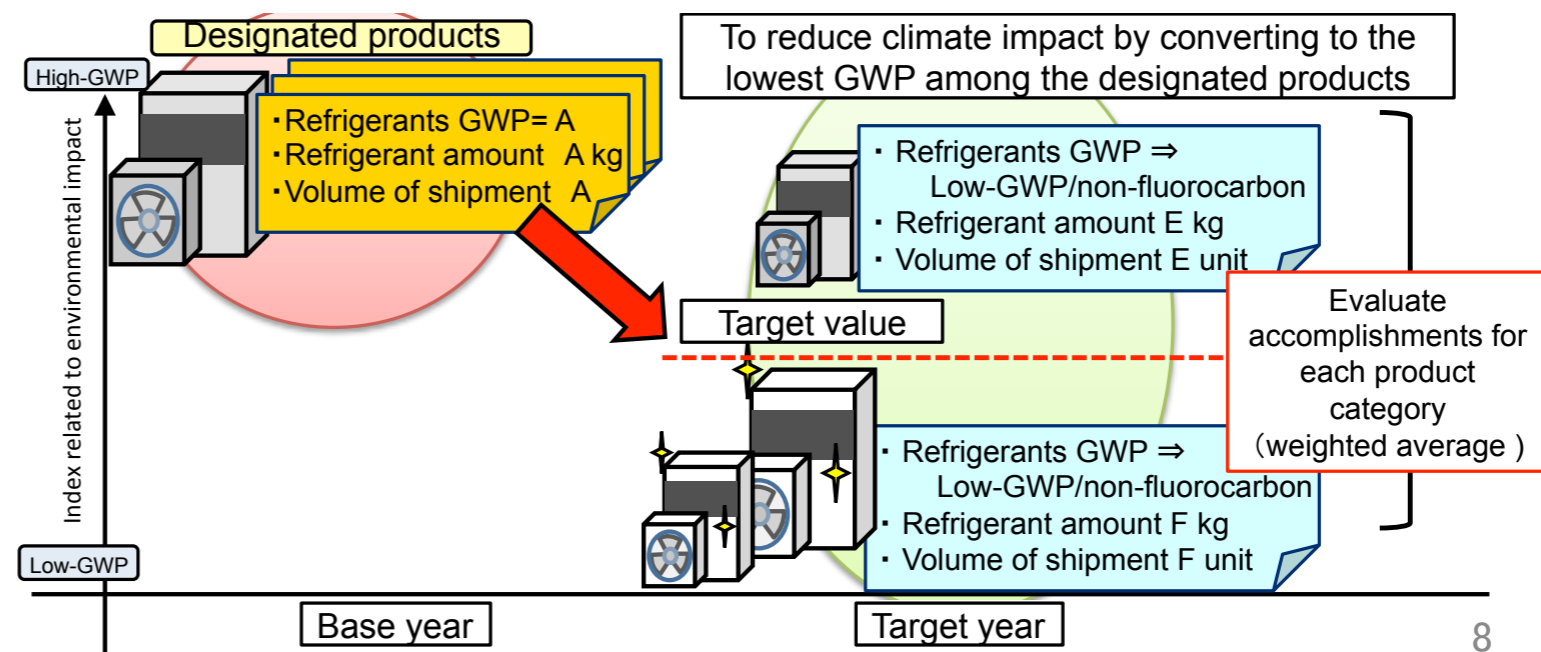 Designated products
To reduce climate impact by converting to the
lowest GWP among the designated products
High-GWP
Index related to environmental impact
Low-GWP
・Refrigerants GWP= A
・Refrigerant amount A kg
・Volume of shipment A
・ Refrigerants GWP ⇒
Low-GWP/non-fluorocarbon
・ Refrigerant amount E kg
・ Volume of shipment E unit
Target value
Evaluate
accomplishments for
each product
category
（weighted average )
・ Refrigerants GWP ⇒
Low-GWP/non-fluorocarbon
・ Refrigerant amount F kg
・ Volume of shipment F unit
Base year
Target year
8